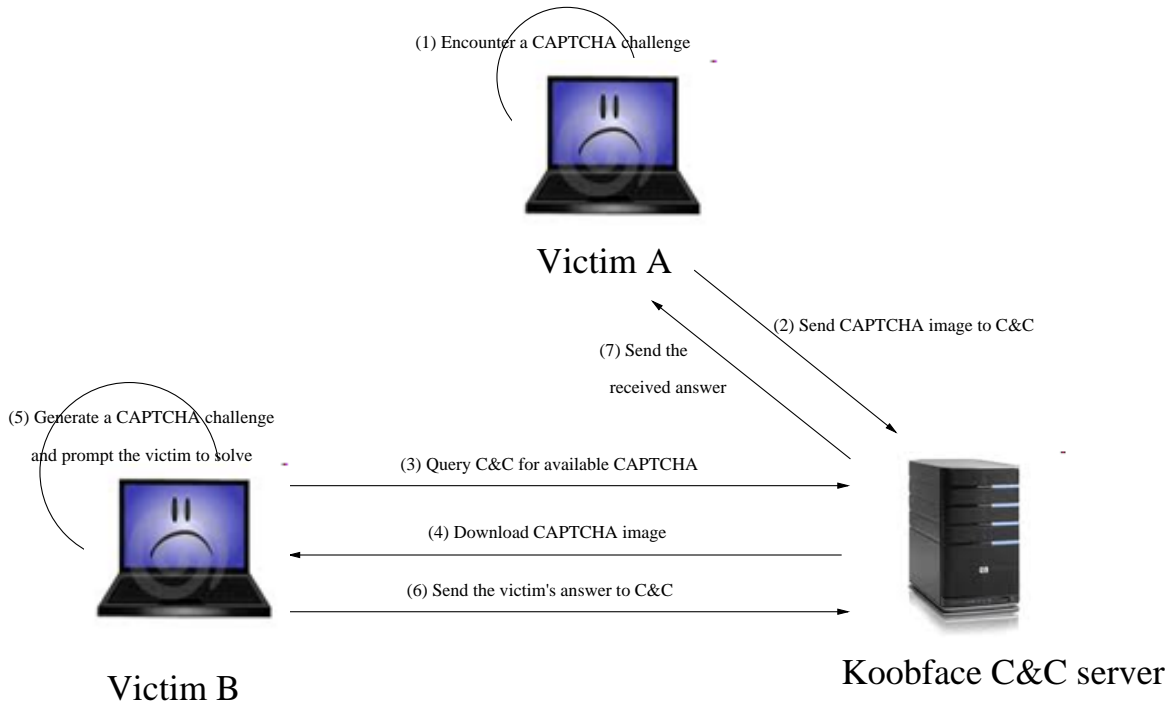 (1) Encounter a CAPTCHA challenge
Victim A
(2) Send CAPTCHA image to C&C
(7) Send the
received answer
(5) Generate a CAPTCHA challenge
and prompt the victim to solve
(3) Query C&C for available CAPTCHA
(4) Download CAPTCHA image
(6) Send the victim's answer to C&C
Victim B
Koobface C&C server